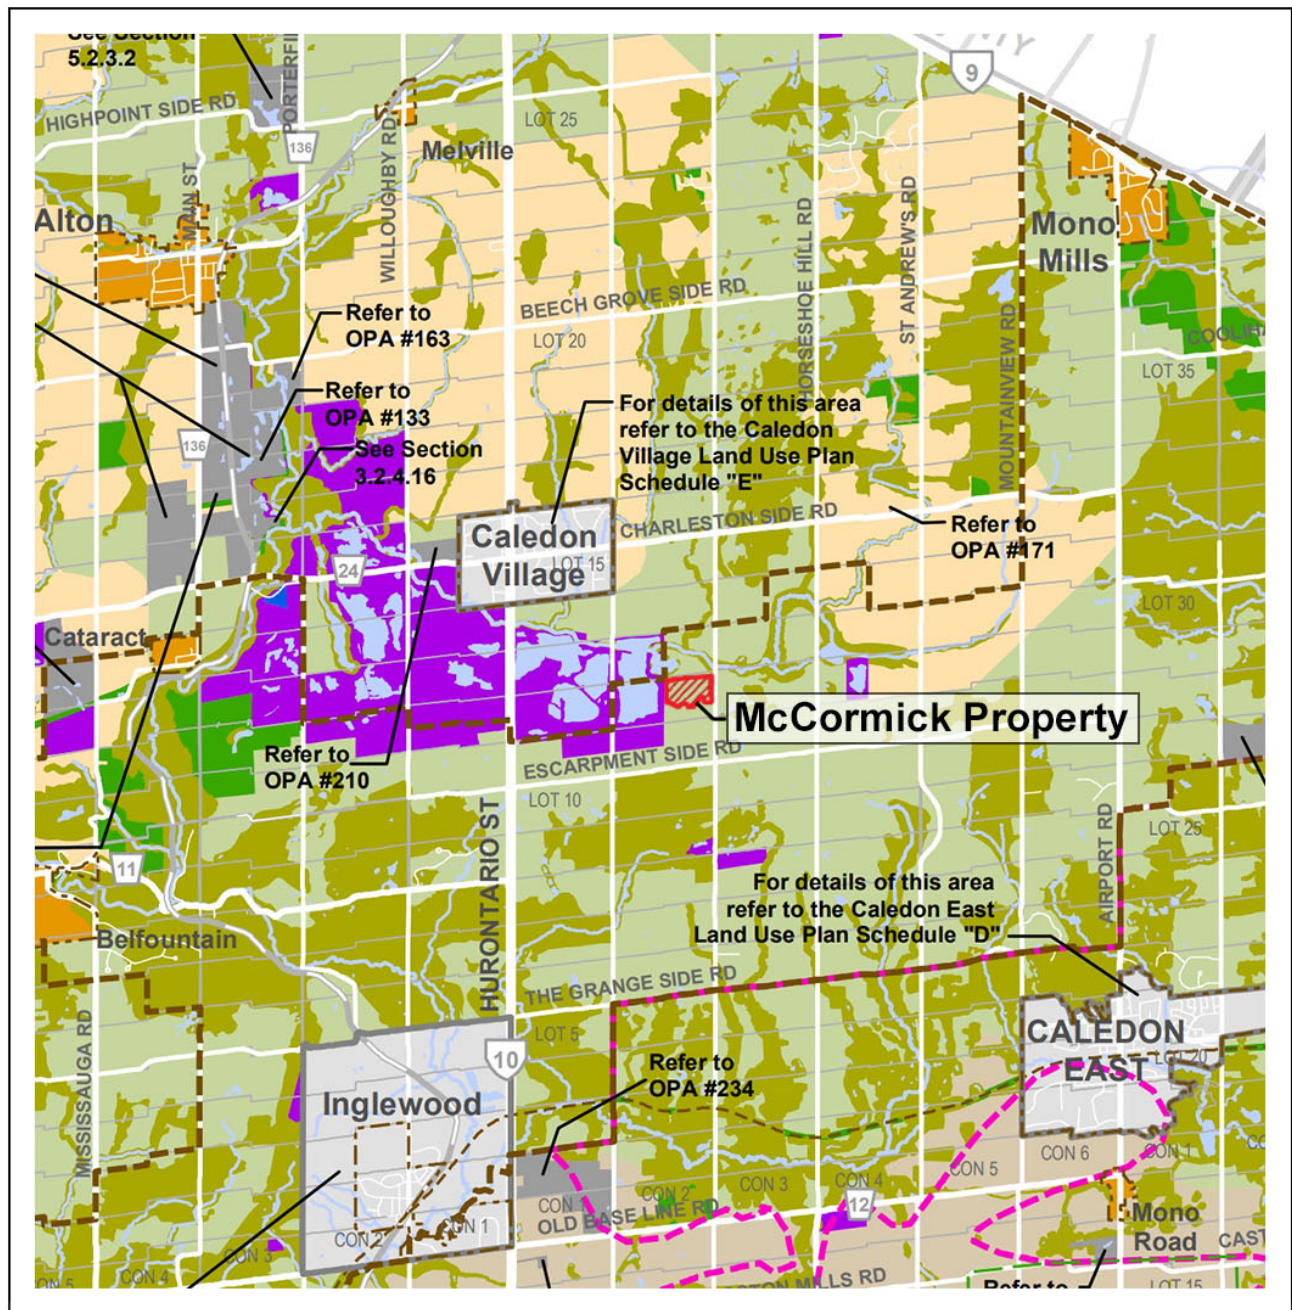 See Section
5.2.3.2
HIGHPOINT SIDE RD
136
WILLOUGHBY RD
Melville
LOT 25
9
MAIN ST
Alton
HORSESHOE HILL RD
ST ANDREW'S RD
Mono
Mills
BEECH GROVE SIDE RD
LOT 20
Refer to
OPA #163
MOUNTAINVIEW RD
LOT 35
Refer to
OPA #133
136
See Section
3.2.4.16
For details of this area
refer to the Caledon
Village Land Use Plan
Schedule "E"
CHARLESTON SIDE RD
Refer to
OPA #171
Caledon
Village
LOT 15
24
LOT 30
Cataract
McCormick Property
ESCARPMENT SIDE RD
Refer to
OPA #210
LOT 10
HURONTARIO ST
AIRPORT RD
LOT 25
11
For details of this area
refer to the Caledon East
Land Use Plan Schedule "D"
Belfountain
THE GRANGE SIDE RD
MISSISSAUGA RD
LOT 5
10
CALEDON
EAST
LOT 20
Refer to
OPA #234
Inglewood
CON 6
CON 1
CON 5
CON 4
CON 3
CON 2
CON 1
12
OLD BASE LINE RD
CON 1
CON 2
CON 3
CON 4
Mono
Road
LOT 15
MILLS RD
Refer to